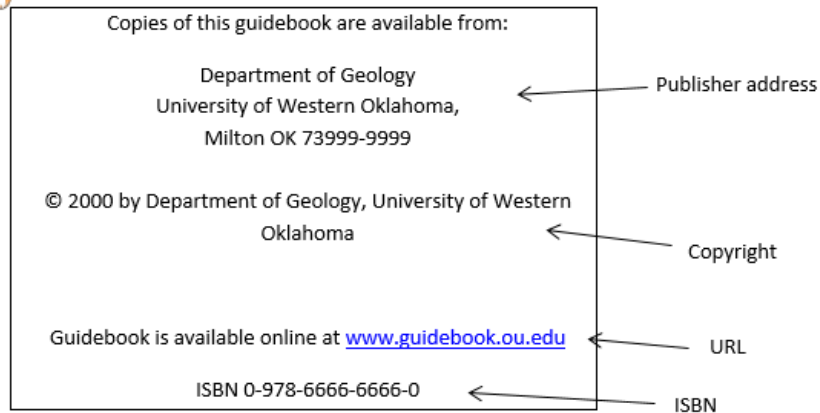 Copies of this guidebook are available from:
Department of Geology
University of Western Oklahoma,
Publisher address
Milton OK 73999-9999
© 2000 by Department of Geology, University of Western
Oklahoma
Copyright
Guidebook is available online at www.guidebook.ou.edu
URL
ISBN 0-978-6666-6666-0
ISBN